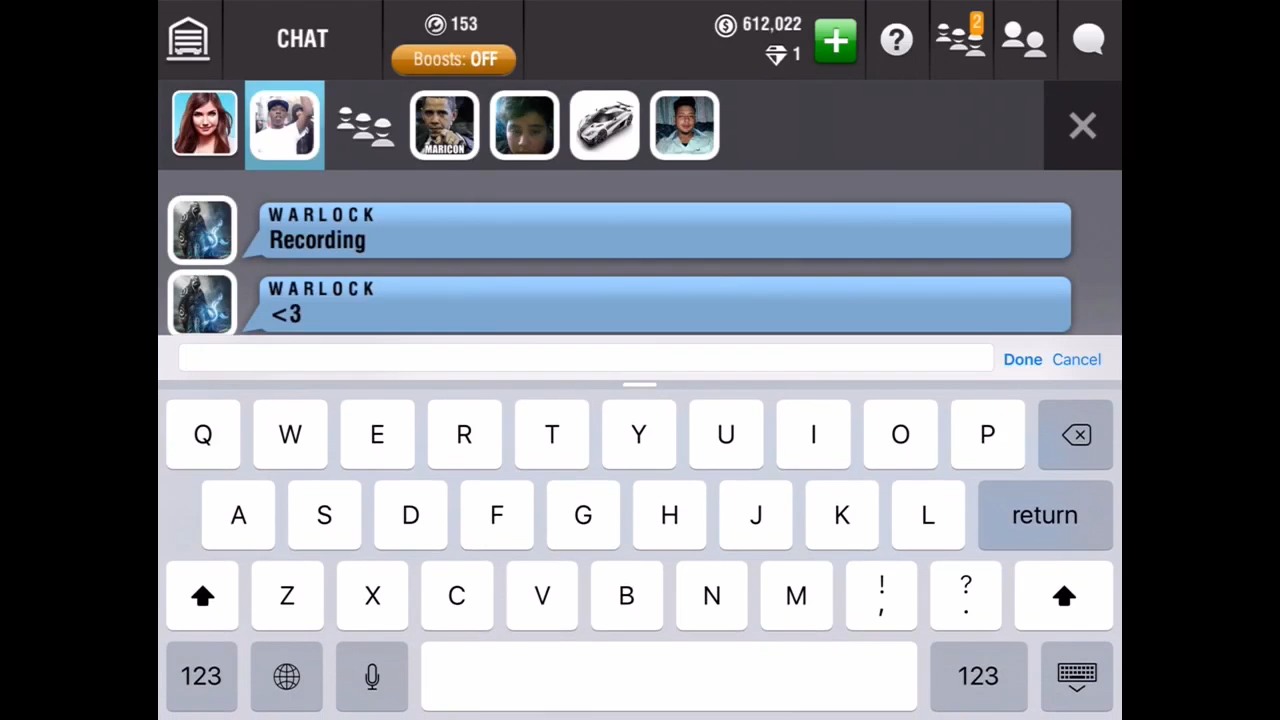 CHAT
153
Boosts: OFF
612,022
1
+
?
2
MARICON
WARLOCK
Recording
WARLOCK
<3
Done Cancel
Q W E R T Y U I O P
A S D F G H J K L return
Z X C V B N M ! , ? .
123 123